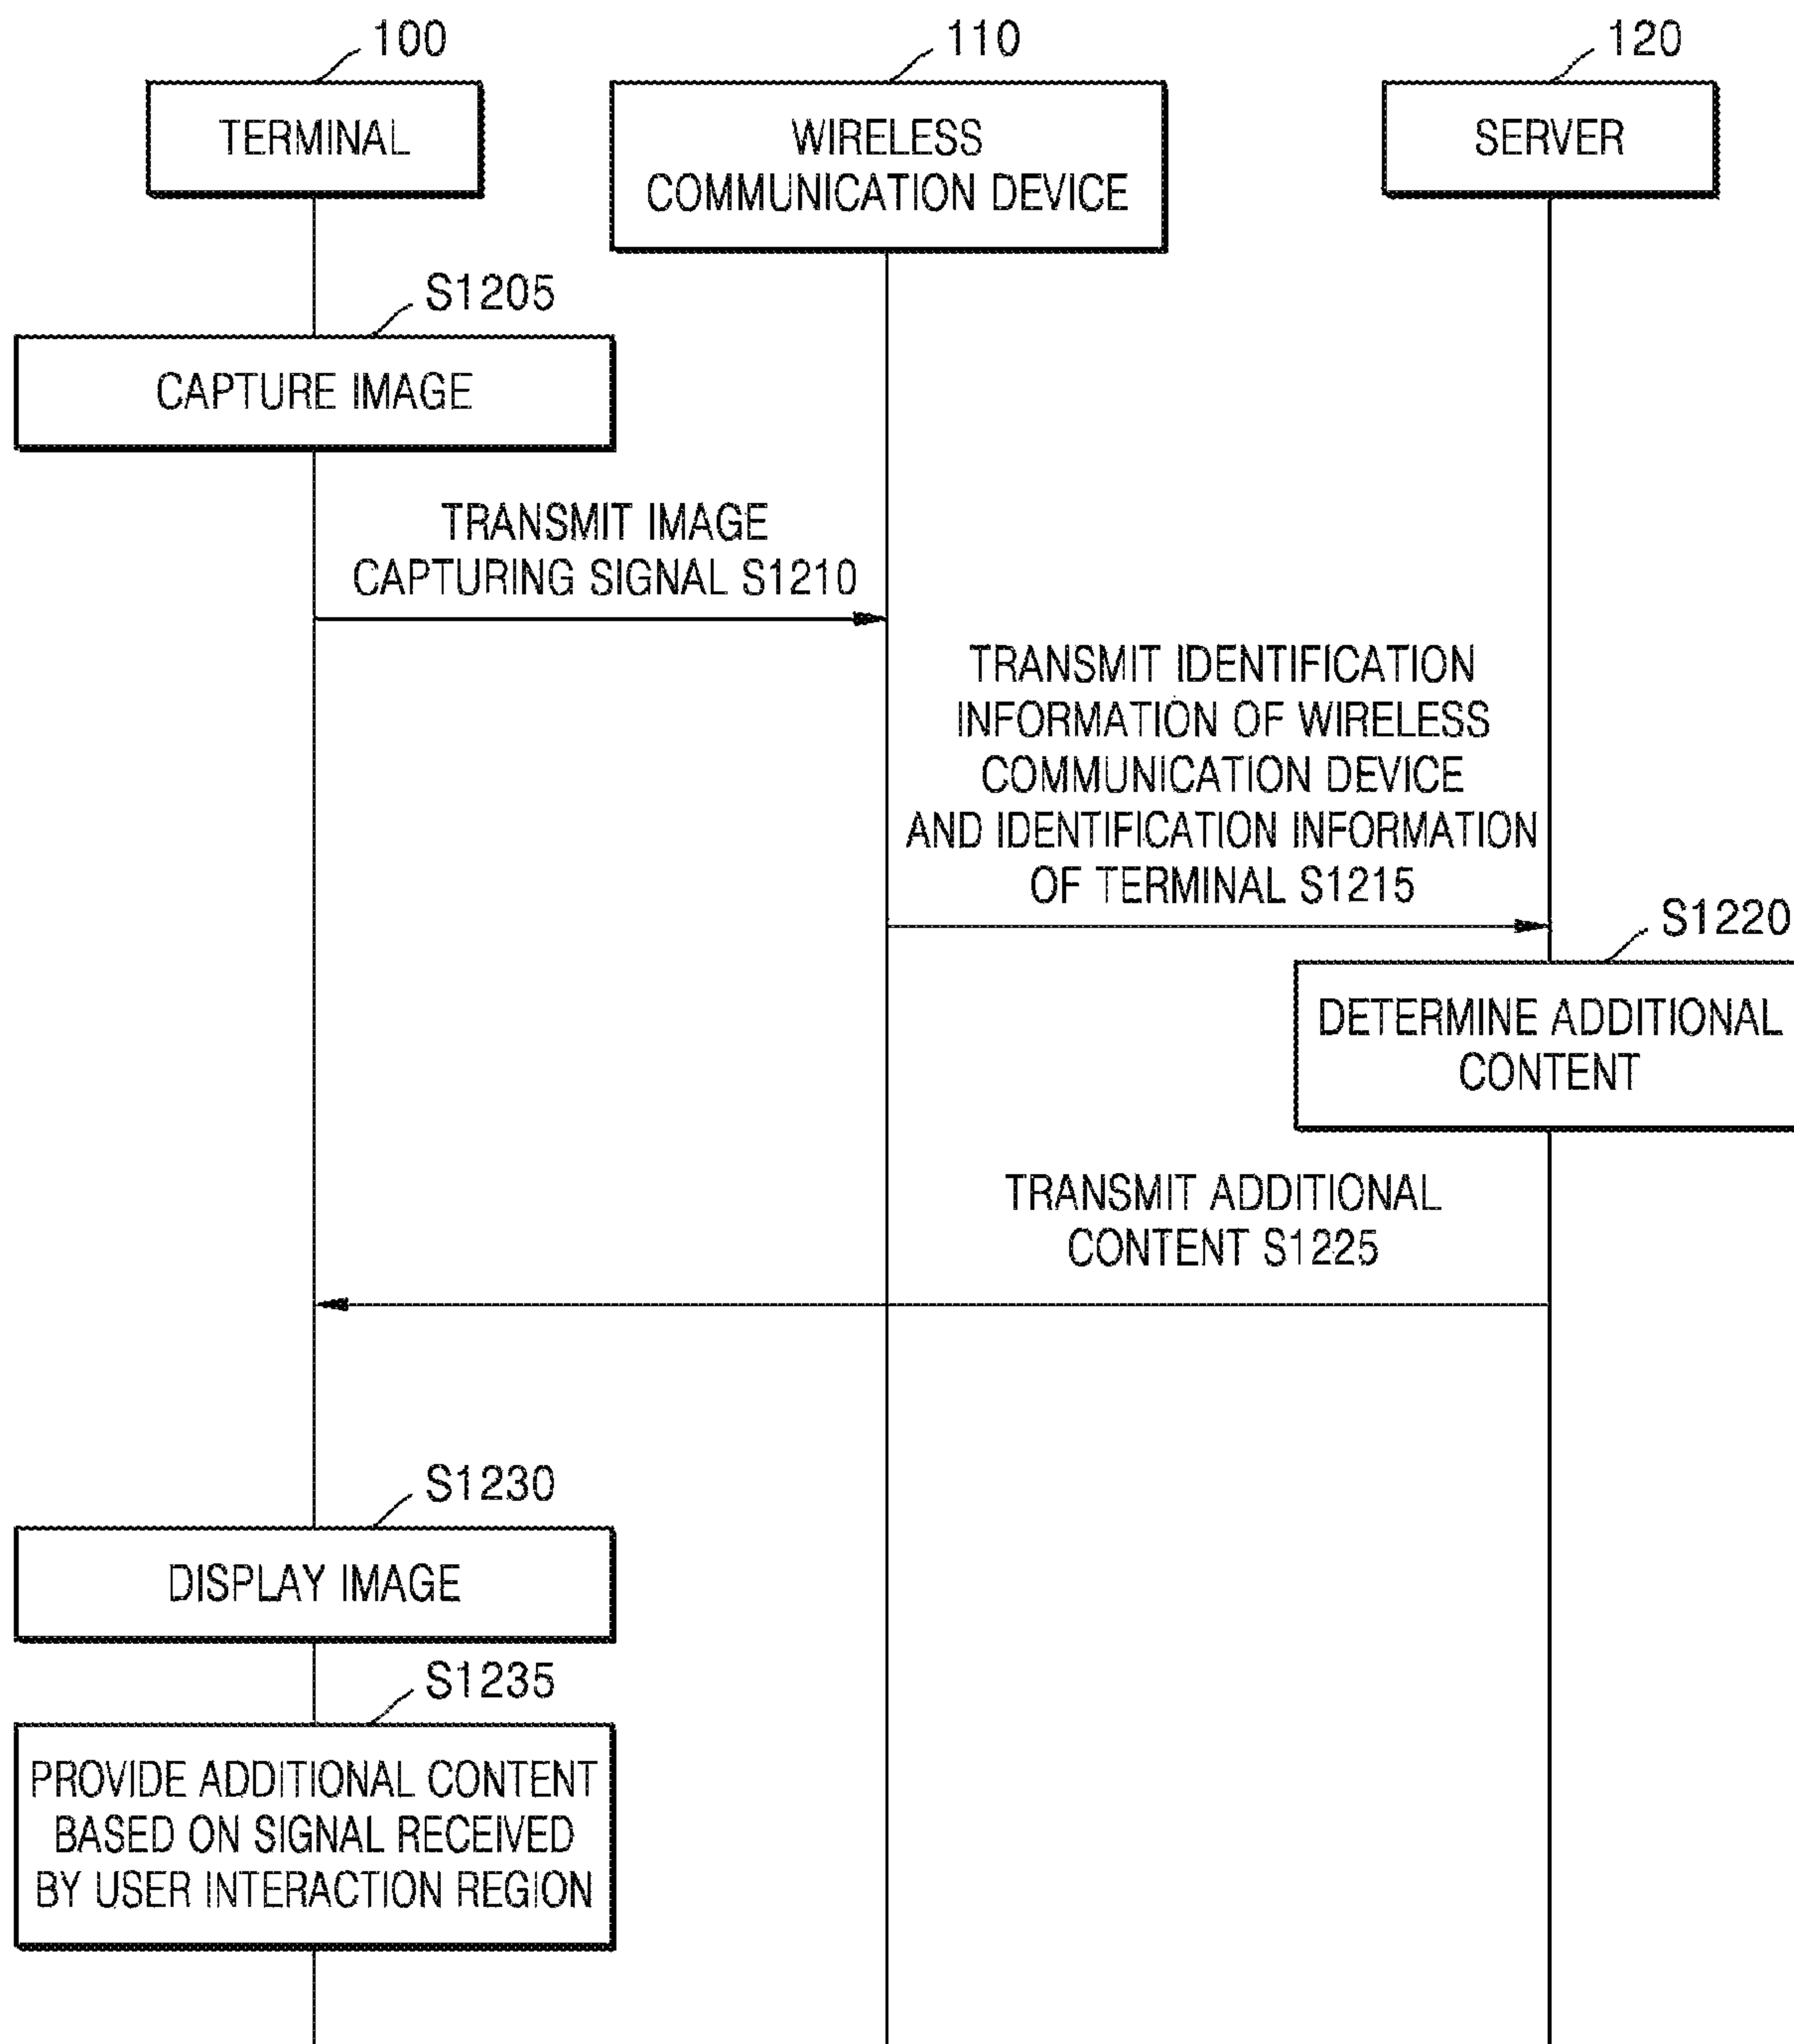 100
110
120
TERMINAL
WIRELESS
COMMUNICATION DEVICE
SERVER
S1205
CAPTURE IMAGE
TRANSMIT IMAGE
CAPTURING SIGNAL S1210
TRANSMIT IDENTIFICATION
INFORMATION OF WIRELESS
COMMUNICATION DEVICE
AND IDENTIFICATION INFORMATION
OF TERMINAL S1215
S1220
DETERMINE ADDITIONAL
CONTENT
TRANSMIT ADDITIONAL
CONTENT S1225
S1230
DISPLAY IMAGE
S1235
PROVIDE ADDITIONAL CONTENT
BASED ON SIGNAL RECEIVED
BY USER INTERACTION REGION